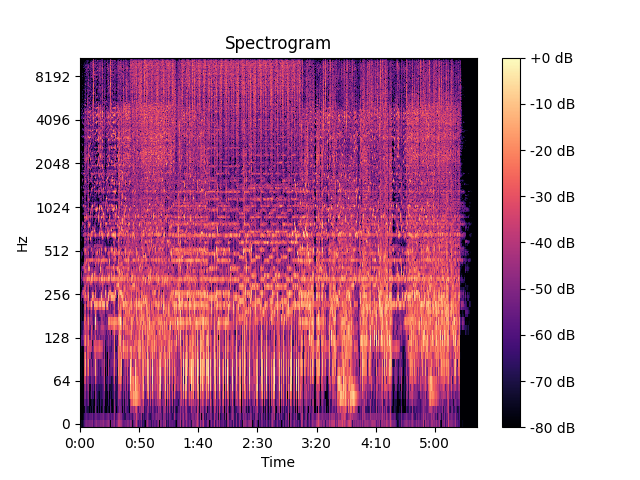 Spectrogram
8192
4096
2048
1024
512
256
128
64
0
Hz
0:00 0:50 1:40 2:30 3:20 4:10 5:00
Time
+0 dB
-10 dB
-20 dB
-30 dB
-40 dB
-50 dB
-60 dB
-70 dB
-80 dB